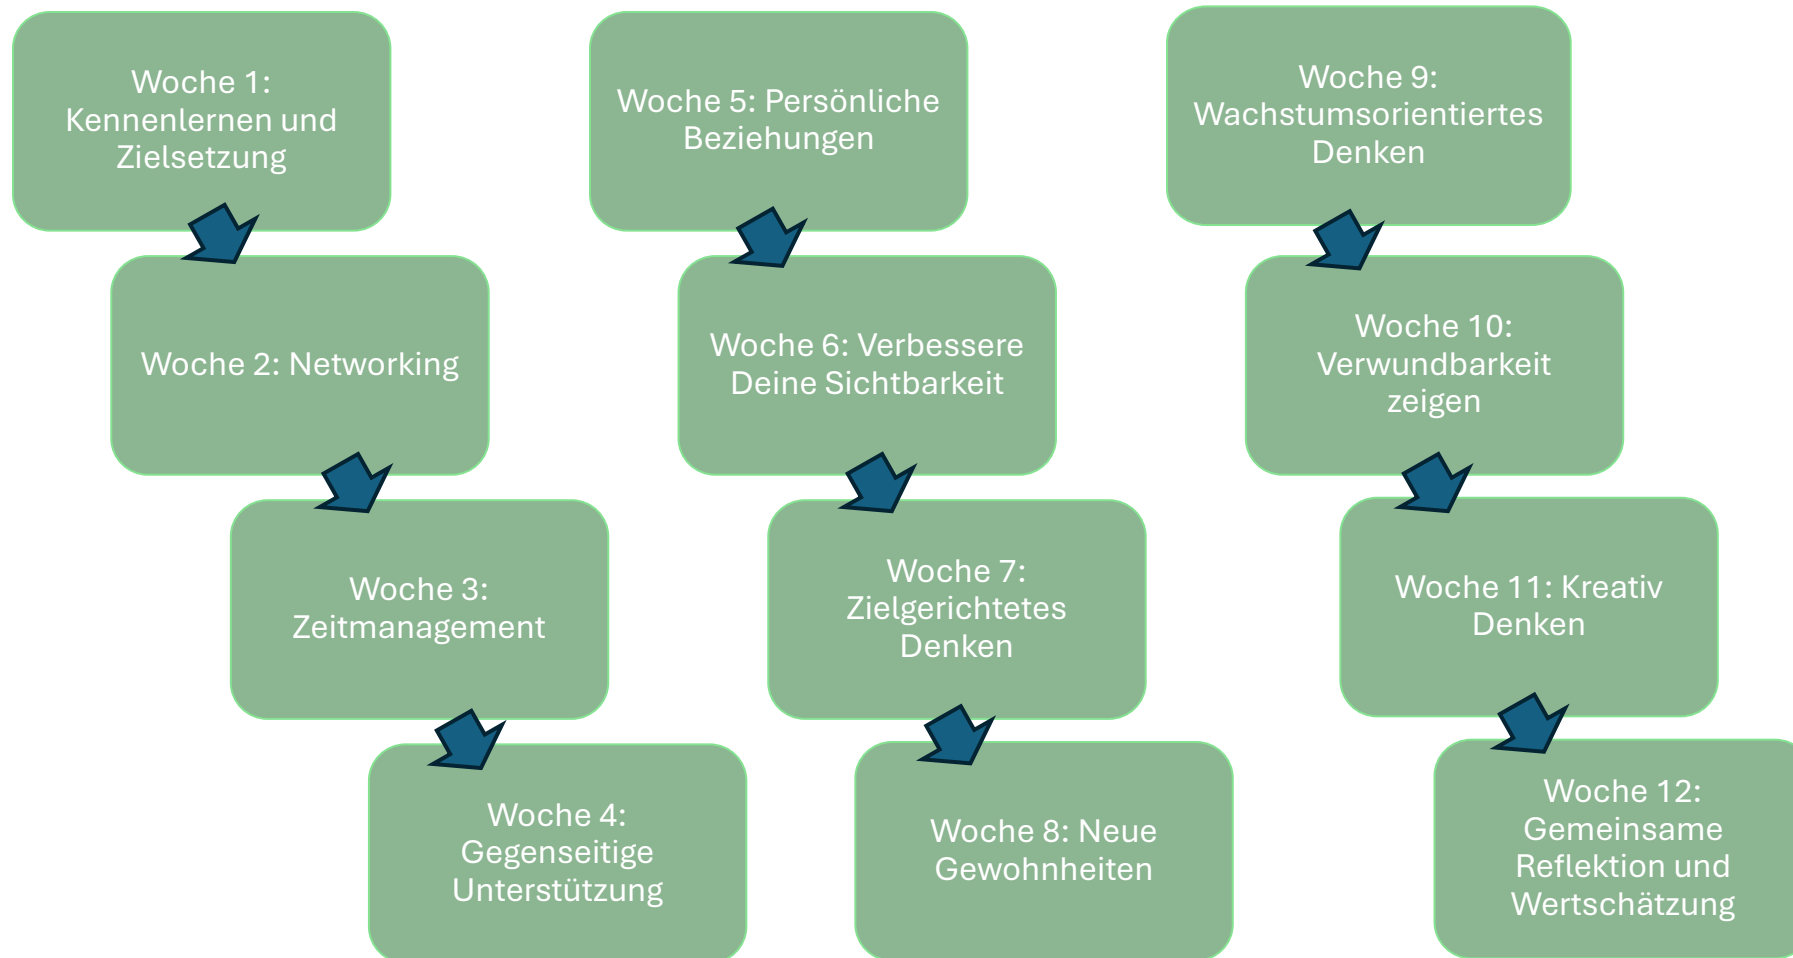 Woche 1:
Kennenlernen und
Zielsetzung
Woche 2: Networking
Woche 3:
Zeitmanagement
Woche 4:
Gegenseitige
Unterstützung
Woche 5: Persönliche
Beziehungen
Woche 6: Verbessere
Deine Sichtbarkeit
Woche 7:
Zielgerichtetes
Denken
Woche 8: Neue
Gewohnheiten
Woche 9:
Wachstumsorientiertes
Denken
Woche 10:
Verwundbarkeit
zeigen
Woche 11: Kreativ
Denken
Woche 12:
Gemeinsame
Reflektion und
Wertschätzung